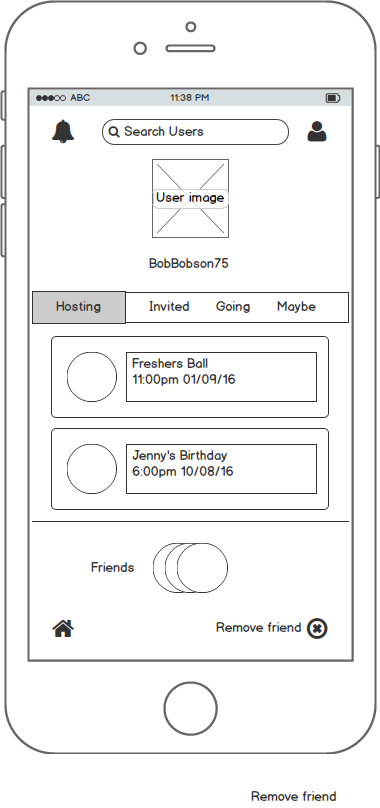 ABC 11:38 PM
Search Users
User image
BobBobson75
Hosting Invited Going Maybe
Freshers Ball
11:00pm 01/09/16
Jenny's Birthday
6:00pm 10/08/16
Friends
Remove friend
Remove friend